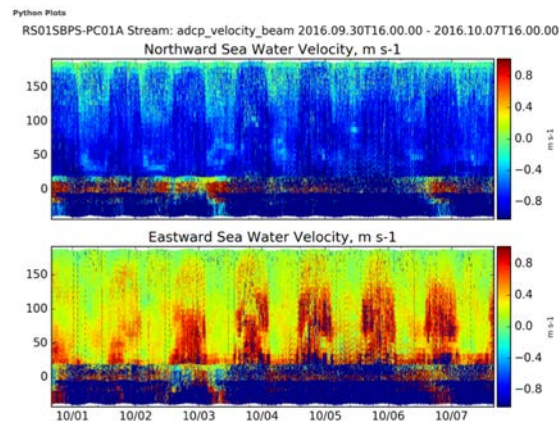 Python Plots
RS01SBPS-PC01A Stream: adcp_velocity_beam 2016.09.30T16.00.00 - 2016.10.07T16.00.00
Northward Sea Water Velocity, m s-1
150
100
50
0
0.8
0.4
0.0
−0.4
−0.8
m s-1
Eastward Sea Water Velocity, m s-1
150
100
50
0
0.8
0.4
0.0
−0.4
−0.8
m s-1
10/01 10/02 10/03 10/04 10/05 10/06 10/07